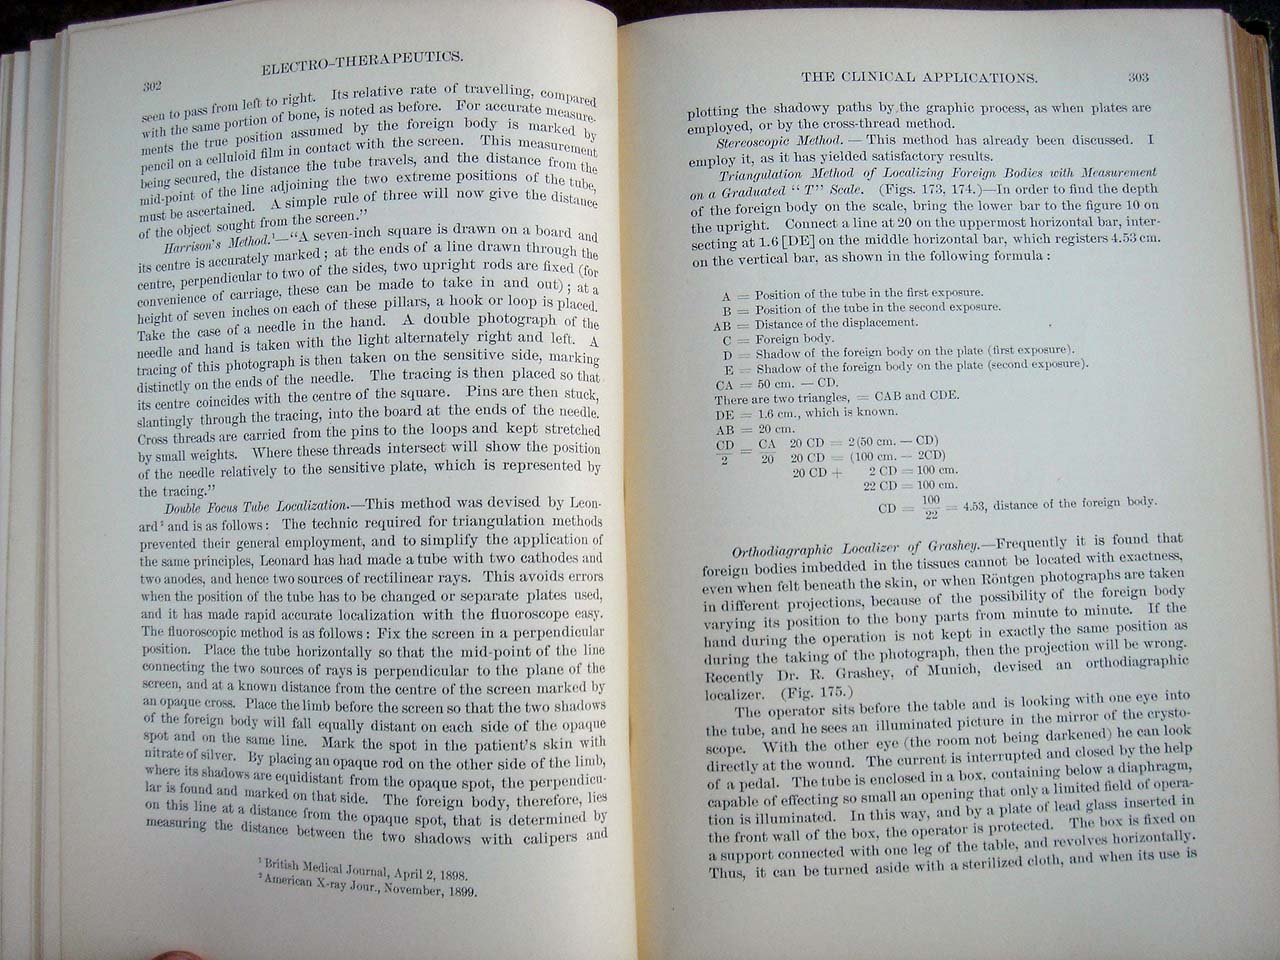 302
ELECTRO-THERAPEUTICS.
seen to pass from left to right. Its relative rate of travelling, compared
with the same portion of bone, is noted as before. For accurate measure-
ments the true position assumed by the foreign body is marked by
pencil on a celluloid film in contact with the screen. This measurement
being secured, the distance the tube travels, and the distance from the
mid-point of the line adjoining the two extreme positions of the tube,
must be ascertained. A simple rule of three will now give the distance
of the object sought from the screen."
Harrison's Method.¹—"A seven-inch square is drawn on a board and
its centre is accurately marked; at the ends of a line drawn through the
centre, perpendicular to two of the sides, two upright rods are fixed (for
convenience of carriage, these can be made to take in and out); at a
height of seven inches on each of these pillars, a hook or loop is placed.
Take the case of a needle in the hand. A double photograph of the
needle and hand is taken with the light alternately right and left. A
tracing of this photograph is then taken on the sensitive side, marking
distinctly on the ends of the needle. The tracing is then placed so that
its centre coincides with the centre of the square. Pins are then stuck,
slantingly through the tracing, into the board at the ends of the needle.
Cross threads are carried from the pins to the loops and kept stretched
by small weights. Where these threads intersect will show the position
of the needle relatively to the sensitive plate, which is represented by
the tracing."
Double Focus Tube Localization.—This method was devised by Leon-
ard² and is as follows: The technic required for triangulation methods
prevented their general employment, and to simplify the application of
the same principles, Leonard has had made a tube with two cathodes and
two anodes, and hence two sources of rectilinear rays. This avoids errors
when the position of the tube has to be changed or separate plates used,
and it has made rapid accurate localization with the fluoroscope easy.
The fluoroscopic method is as follows: Fix the screen in a perpendicular
position. Place the tube horizontally so that the mid-point of the line
connecting the two sources of rays is perpendicular to the plane of the
screen, and at a known distance from the centre of the screen marked by
an opaque cross. Place the limb before the screen so that the two shadows
of the foreign body will fall equally distant on each side of the opaque
spot and on the same line. Mark the spot in the patient's skin with
nitrate of silver. By placing an opaque rod on the other side of the limb,
where its shadows are equidistant from the opaque spot, the perpendicu-
lar is found and marked on that side. The foreign body, therefore, lies
on this line at a distance from the opaque spot, that is determined by
measuring the distance between the two shadows with calipers and
¹ British Medical Journal, April 2, 1898.
² American X-ray Jour., November, 1899.
THE CLINICAL APPLICATIONS.
303
plotting the shadowy paths by the graphic process, as when plates are
employed, or by the cross-thread method.
Stereoscopic Method.—This method has already been discussed. I
employ it, as it has yielded satisfactory results.
Triangulation Method of Localizing Foreign Bodies with Measurement
on a Graduated "T" Scale. (Figs. 173, 174.)—In order to find the depth
of the foreign body on the scale, bring the lower bar to the figure 10 on
the upright. Connect a line at 20 on the uppermost horizontal bar, inter-
secting at 1.6 [DE] on the middle horizontal bar, which registers 4.53 cm.
on the vertical bar, as shown in the following formula:
A = Position of the tube in the first exposure.
B = Position of the tube in the second exposure.
AB = Distance of the displacement.
C = Foreign body.
D = Shadow of the foreign body on the plate (first exposure).
E = Shadow of the foreign body on the plate (second exposure).
CA = 50 cm. — CD.
There are two triangles, = CAB and CDE.
DE = 1.6 cm., which is known.
AB = 20 cm.
CD/2 = CA/20 20 CD = 2(50 cm. — CD)
20 CD = (100 cm. — 2CD)
20 CD + 2 CD = 100 cm.
22 CD = 100 cm.
CD = 100/22 = 4.53, distance of the foreign body.
Orthodiagraphic Localizer of Grashey.—Frequently it is found that
foreign bodies imbedded in the tissues cannot be located with exactness,
even when felt beneath the skin, or when Röntgen photographs are taken
in different projections, because of the possibility of the foreign body
varying its position to the bony parts from minute to minute. If the
hand during the operation is not kept in exactly the same position as
during the taking of the photograph, then the projection will be wrong.
Recently Dr. R. Grashey, of Munich, devised an orthodiagraphic
localizer. (Fig. 175.)
The operator sits before the table and is looking with one eye into
the tube, and he sees an illuminated picture in the mirror of the crysto-
scope. With the other eye (the room not being darkened) he can look
directly at the wound. The current is interrupted and closed by the help
of a pedal. The tube is enclosed in a box, containing below a diaphragm,
capable of effecting so small an opening that only a limited field of opera-
tion is illuminated. In this way, and by a plate of lead glass inserted in
the front wall of the box, the operator is protected. The box is fixed on
a support connected with one leg of the table, and revolves horizontally.
Thus, it can be turned aside with a sterilized cloth, and when its use is